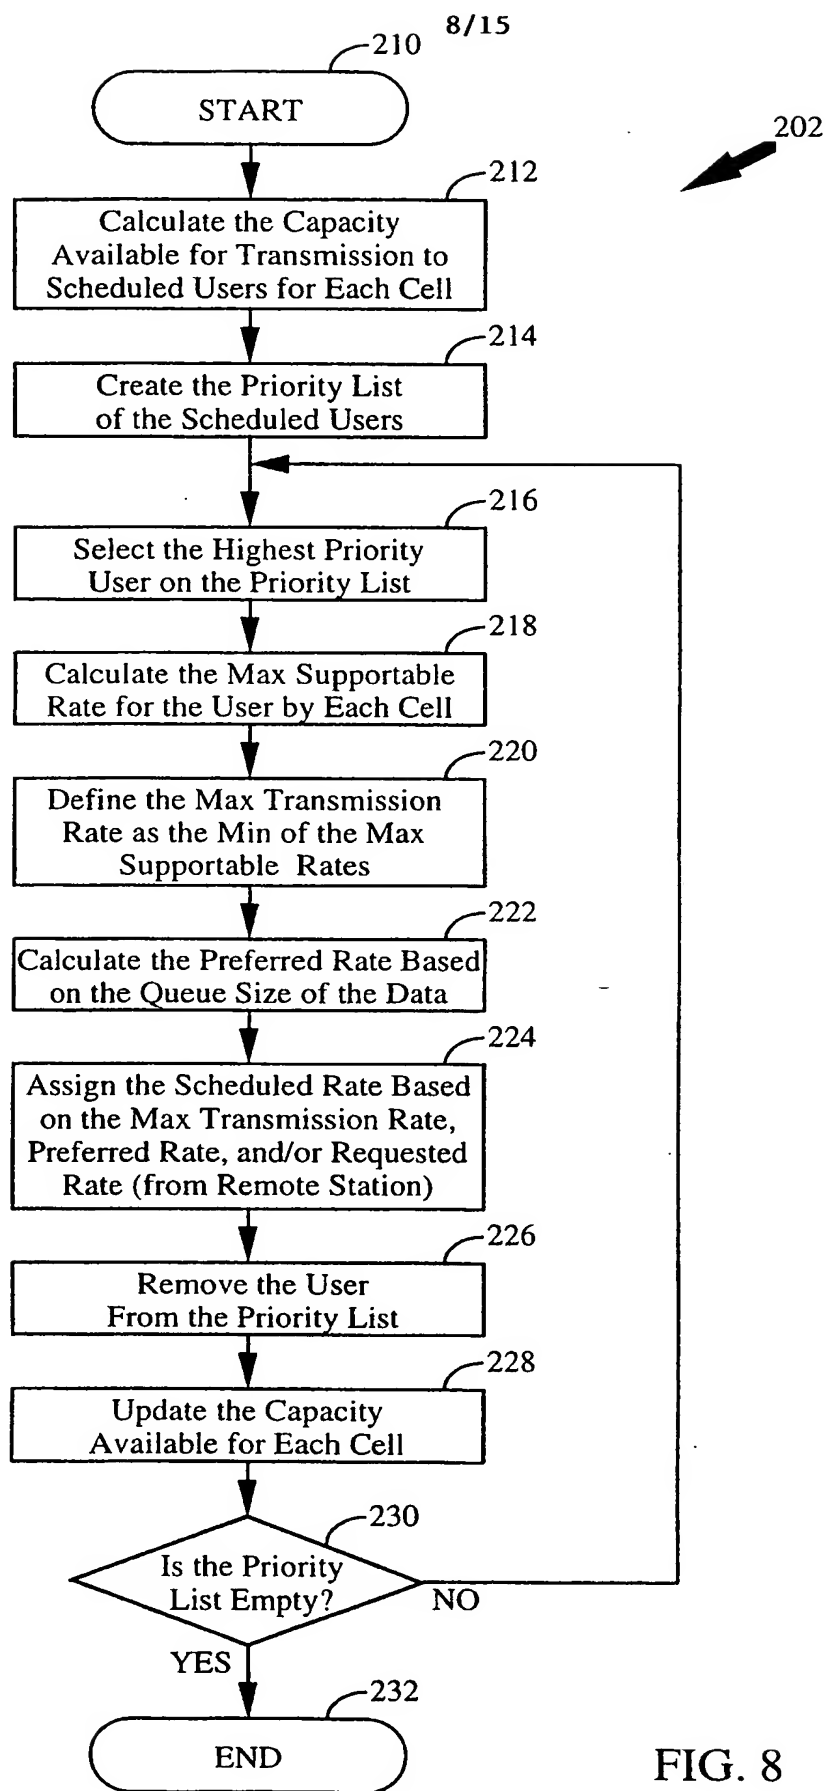 8/15
210
START
202
212
Calculate the Capacity
Available for Transmission to
Scheduled Users for Each Cell
214
Create the Priority List
of the Scheduled Users
216
Select the Highest Priority
User on the Priority List
218
Calculate the Max Supportable
Rate for the User by Each Cell
220
Define the Max Transmission
Rate as the Min of the Max
Supportable Rates
222
Calculate the Preferred Rate Based
on the Queue Size of the Data
224
Assign the Scheduled Rate Based
on the Max Transmission Rate,
Preferred Rate, and/or Requested
Rate (from Remote Station)
226
Remove the User
From the Priority List
228
Update the Capacity
Available for Each Cell
230
Is the Priority
List Empty?
NO
YES
232
END
FIG. 8